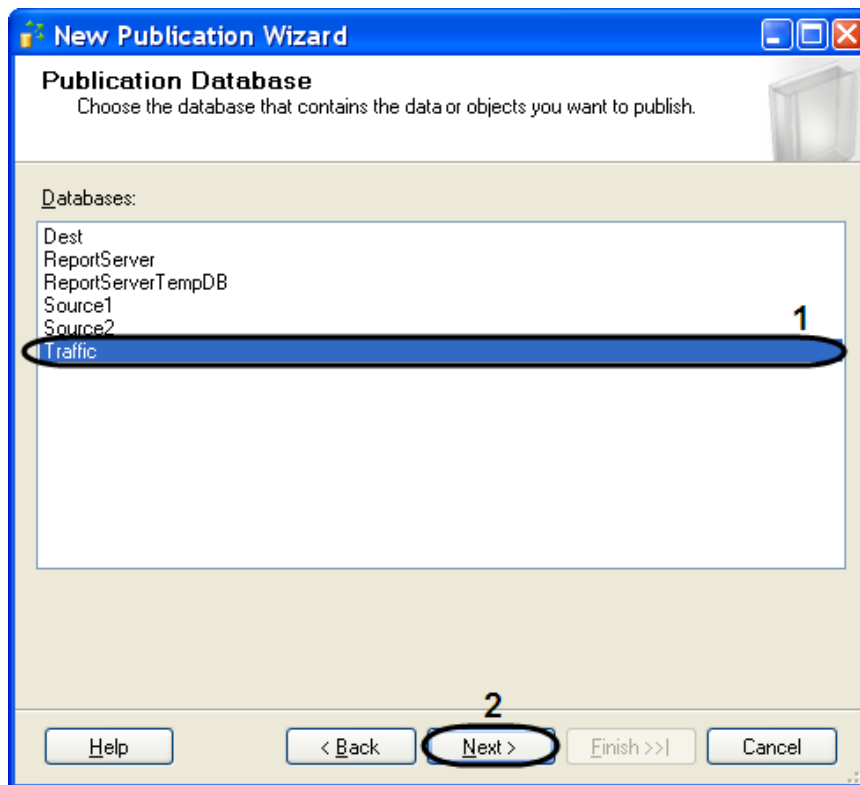 New Publication Wizard
Publication Database
Choose the database that contains the data or objects you want to publish.
Databases:
Dest
ReportServer
ReportServerTempDB
Source1
Source2
1
Traffic
2
Help
< Back
Next >
Finish >>|
Cancel